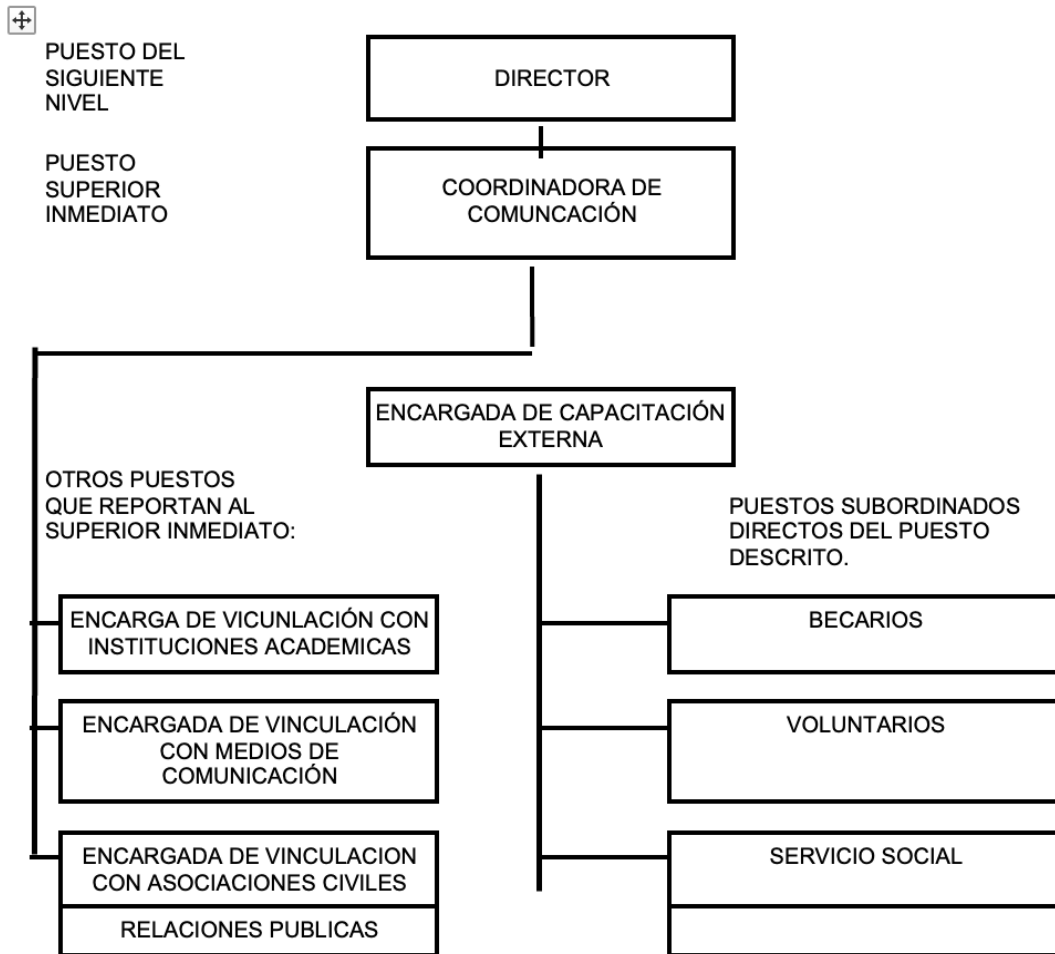 PUESTO DEL
SIGUIENTE
NIVEL
DIRECTOR
PUESTO
SUPERIOR
INMEDIATO
COORDINADORA DE
COMUNCACIÓN
ENCARGADA DE CAPACITACIÓN
EXTERNA
OTROS PUESTOS
QUE REPORTAN AL
SUPERIOR INMEDIATO:
PUESTOS SUBORDINADOS
DIRECTOS DEL PUESTO
DESCRITO.
ENCARGA DE VICUNLACIÓN CON
INSTITUCIONES ACADEMICAS
BECARIOS
ENCARGADA DE VINCULACIÓN
CON MEDIOS DE
COMUNICACIÓN
VOLUNTARIOS
ENCARGADA DE VINCULACION
CON ASOCIACIONES CIVILES
SERVICIO SOCIAL
RELACIONES PUBLICAS